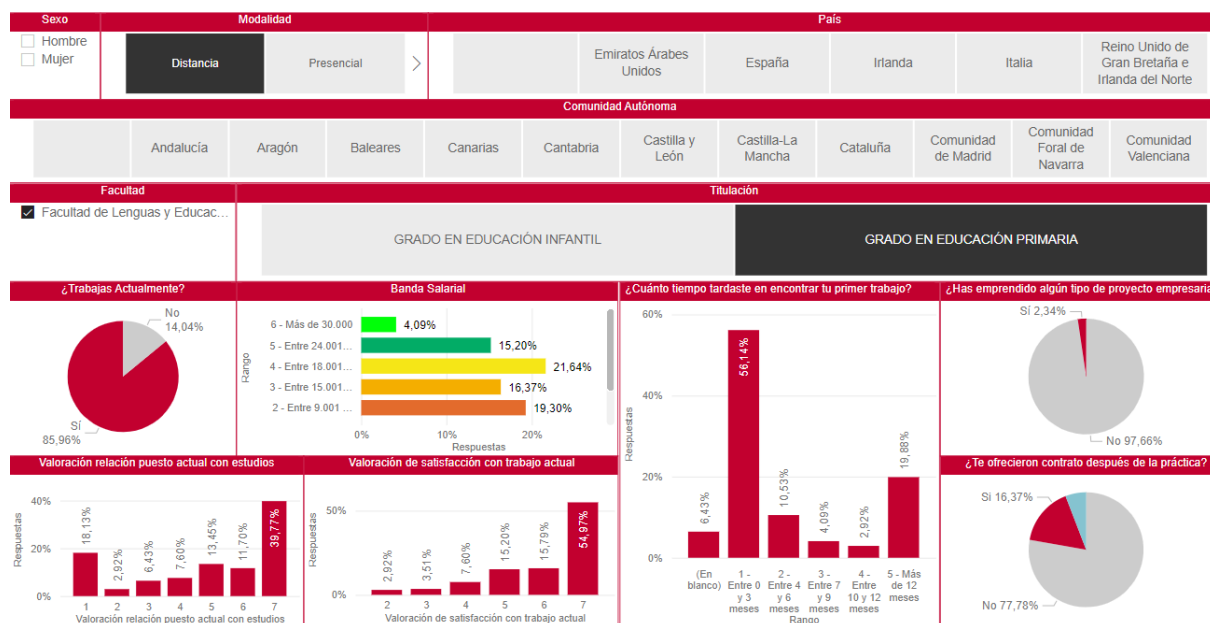 Sexo
Modalidad
País
Hombre
Mujer
Distancia
Presencial
Emiratos Árabes
Unidos
España
Irlanda
Italia
Reino Unido de
Gran Bretaña e
Irlanda del Norte
Comunidad Autónoma
Andalucía
Aragón
Baleares
Canarias
Cantabria
Castilla y
León
Castilla-La
Mancha
Cataluña
Comunidad
de Madrid
Comunidad
Foral de
Navarra
Comunidad
Valenciana
Facultad
Titulación
Facultad de Lenguas y Educac...
GRADO EN EDUCACIÓN INFANTIL
GRADO EN EDUCACIÓN PRIMARIA
¿Trabajas Actualmente?
No
14,04%
Sí
85,96%
Banda Salarial
Rango
6 - Más de 30.000
4,09%
5 - Entre 24.001...
15,20%
4 - Entre 18.001...
21,64%
3 - Entre 15.001...
16,37%
2 - Entre 9.001 ...
19,30%
0%
10%
20%
Respuestas
¿Cuánto tiempo tardaste en encontrar tu primer trabajo?
Respuestas
60%
40%
20%
0%
6,43%
56,14%
10,53%
4,09%
2,92%
19,88%
(En
blanco)
1 -
Entre 0
y 3
meses
2 -
Entre 4
y 6
meses
3 -
Entre 7
y 9
meses
4 -
Entre
10 y 12
meses
5 - Más
de 12
meses
Rango
¿Has emprendido algún tipo de proyecto empresaria
Sí 2,34%
No 97,66%
Valoración relación puesto actual con estudios
Respuestas
40%
20%
0%
18,13%
2,92%
6,43%
7,60%
13,45%
11,70%
39,77%
1
2
3
4
5
6
7
Valoración relación puesto actual con estudios
Valoración de satisfacción con trabajo actual
Respuestas
50%
0%
2,92%
3,51%
7,60%
15,20%
15,79%
54,97%
2
3
4
5
6
7
Valoración de satisfacción con trabajo actual
¿Te ofrecieron contrato después de la práctica?
Si 16,37%
No 77,78%